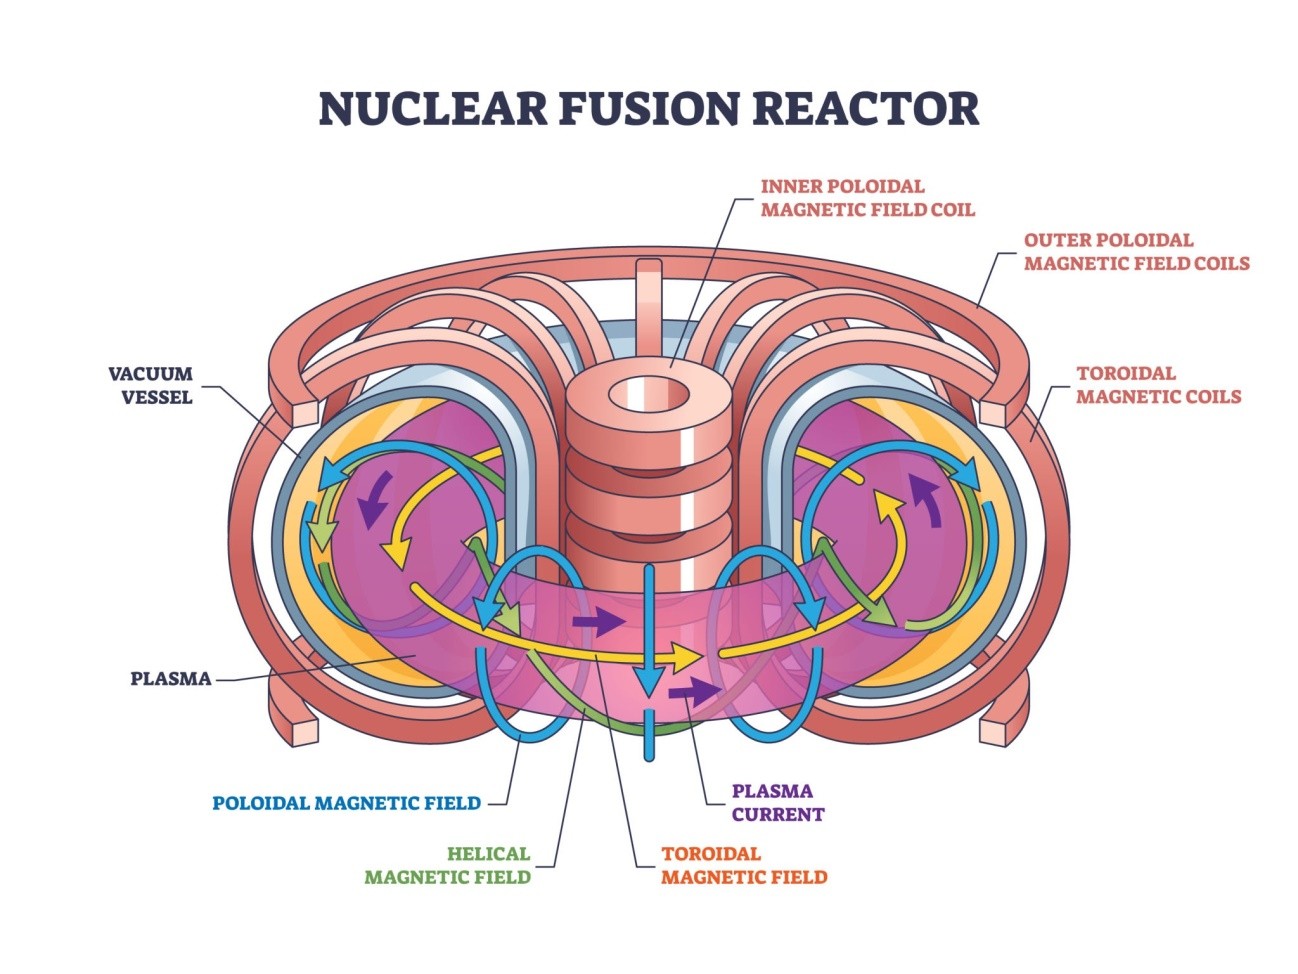 NUCLEAR FUSION REACTOR
INNER POLOIDAL
MAGNETIC FIELD COIL
OUTER POLOIDAL
MAGNETIC FIELD COILS
VACUUM
VESSEL
TOROIDAL
MAGNETIC COILS
PLASMA
POLOIDAL MAGNETIC FIELD
PLASMA
CURRENT
HELICAL
MAGNETIC FIELD
TOROIDAL
MAGNETIC FIELD